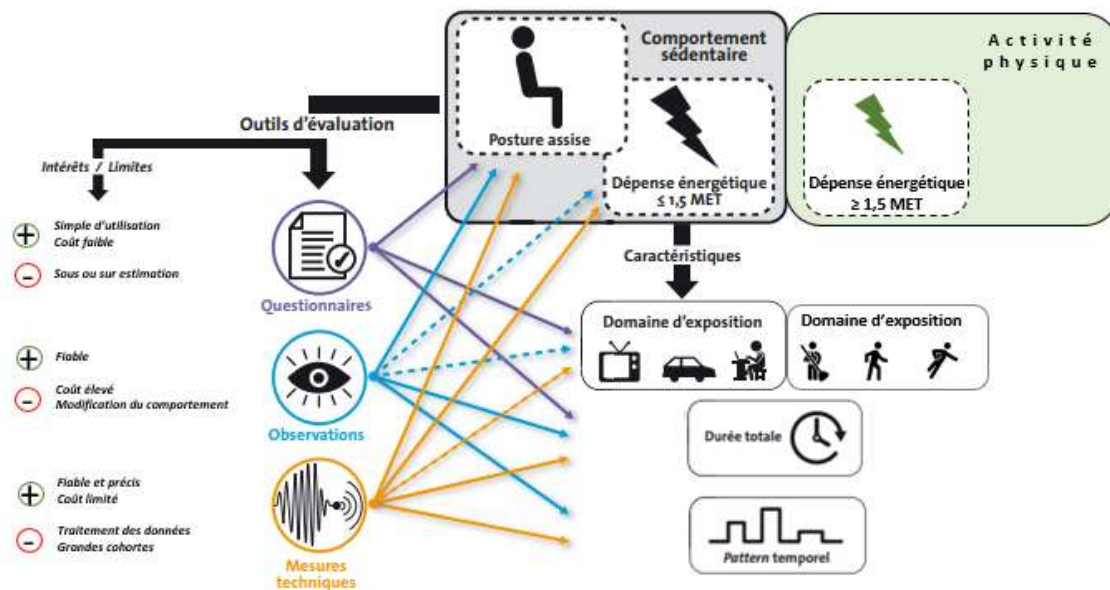 Comportement
sédentaire
Posture assise
Dépense énergétique
≤ 1,5 MET
Activité
physique
Dépense énergétique
≥ 1,5 MET
Outils d'évaluation
Intérêts / Limites
+
Simple d'utilisation
Coût faible
-
Sous ou sur estimation
Questionnaires
+
Fiable
-
Coût élevé
Modification du comportement
Observations
+
Fiable et précis
Coût limité
-
Traitement des données
Grandes cohortes
Mesures
techniques
Caractéristiques
Domaine d'exposition
Domaine d'exposition
Durée totale
Pattern temporel